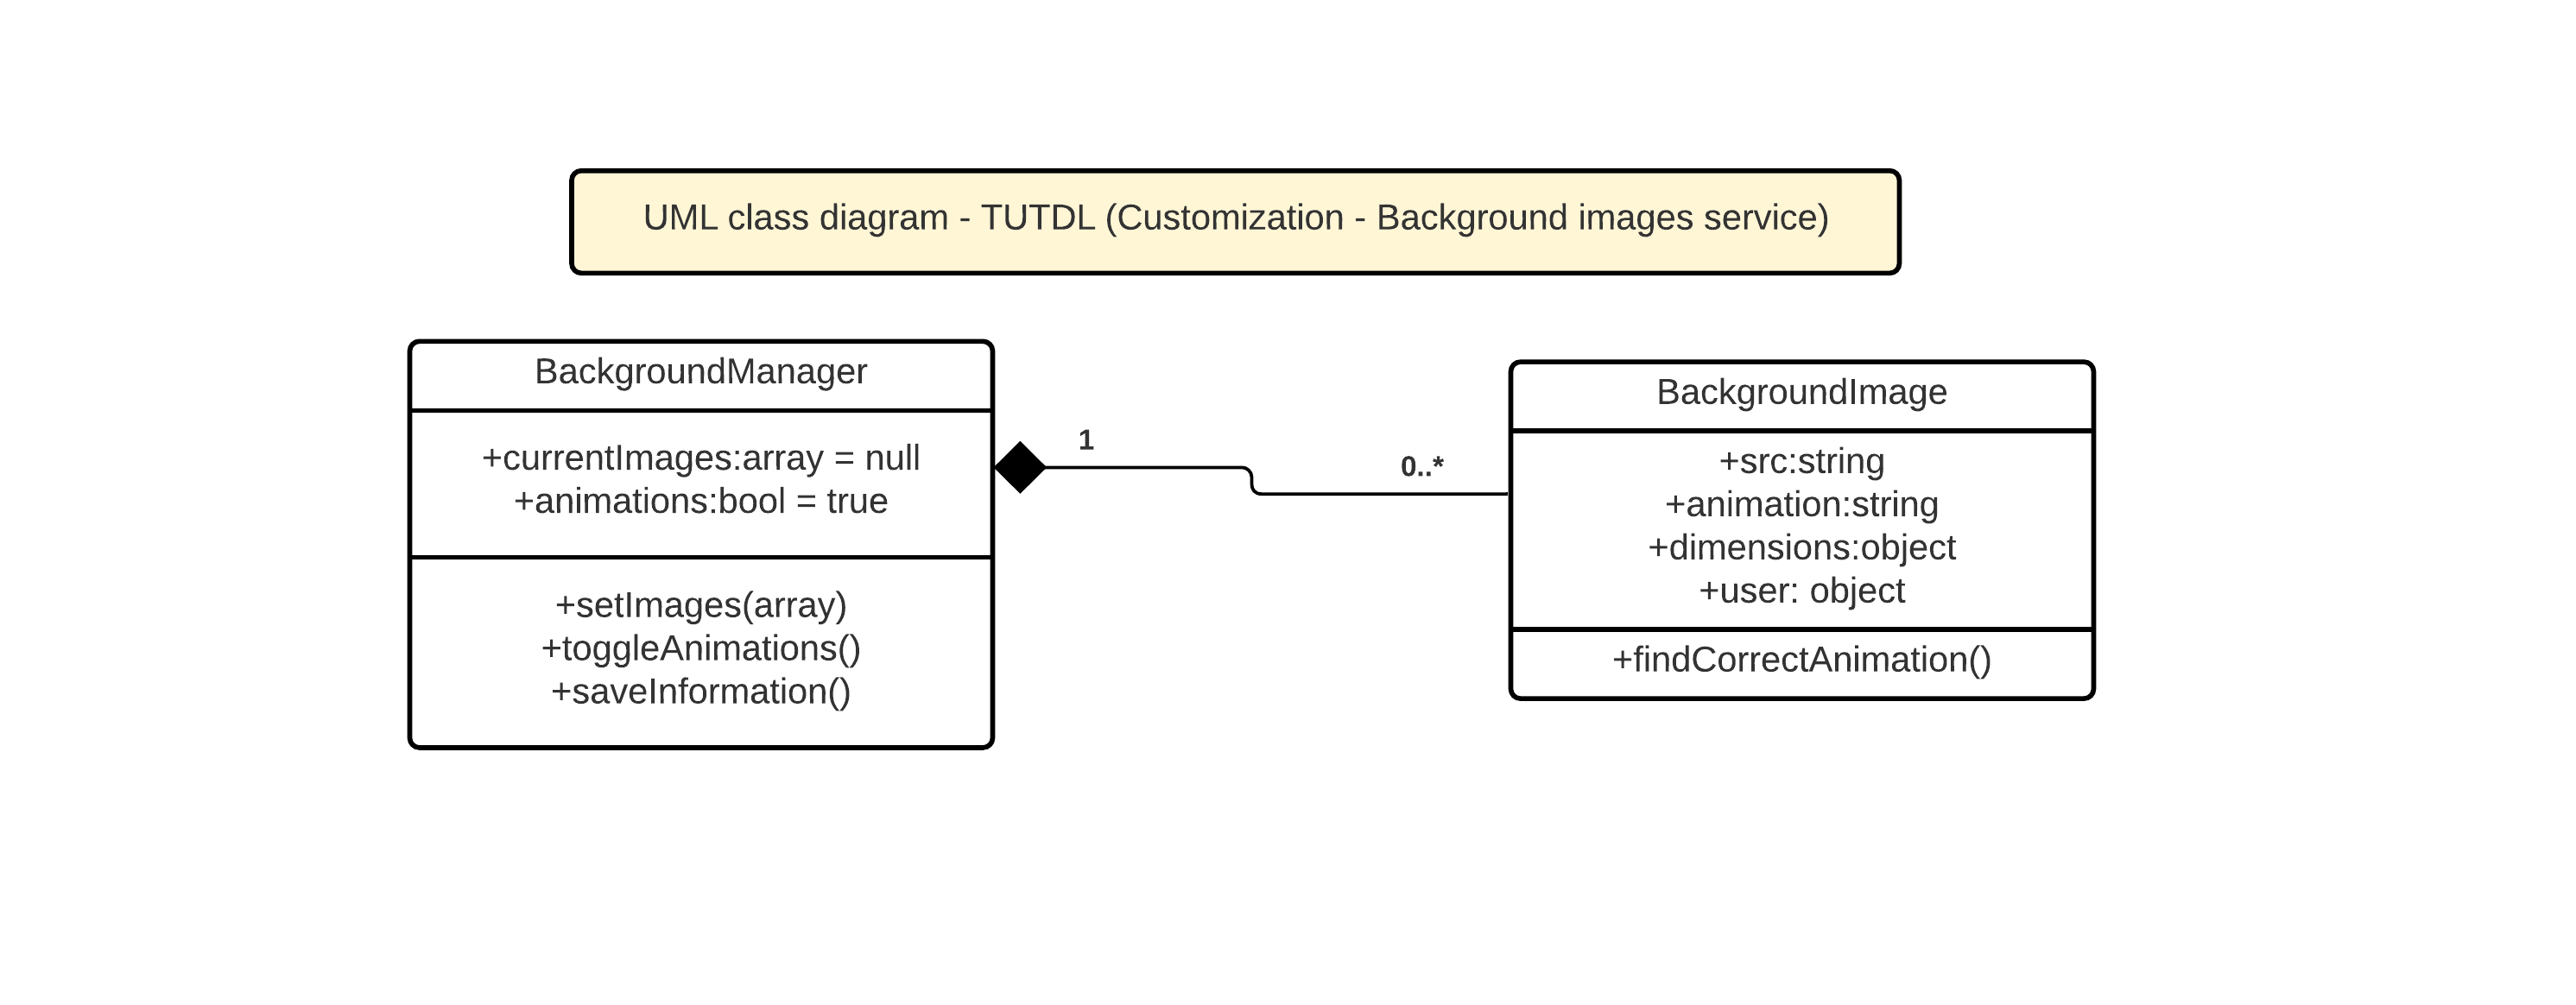 UML class diagram - TUTDL (Customization - Background images service)
BackgroundManager
+currentImages:array = null
+animations:bool = true
+setImages(array)
+toggleAnimations()
+saveInformation()
1
0..*
BackgroundImage
+src:string
+animation:string
+dimensions:object
+user: object
+findCorrectAnimation()